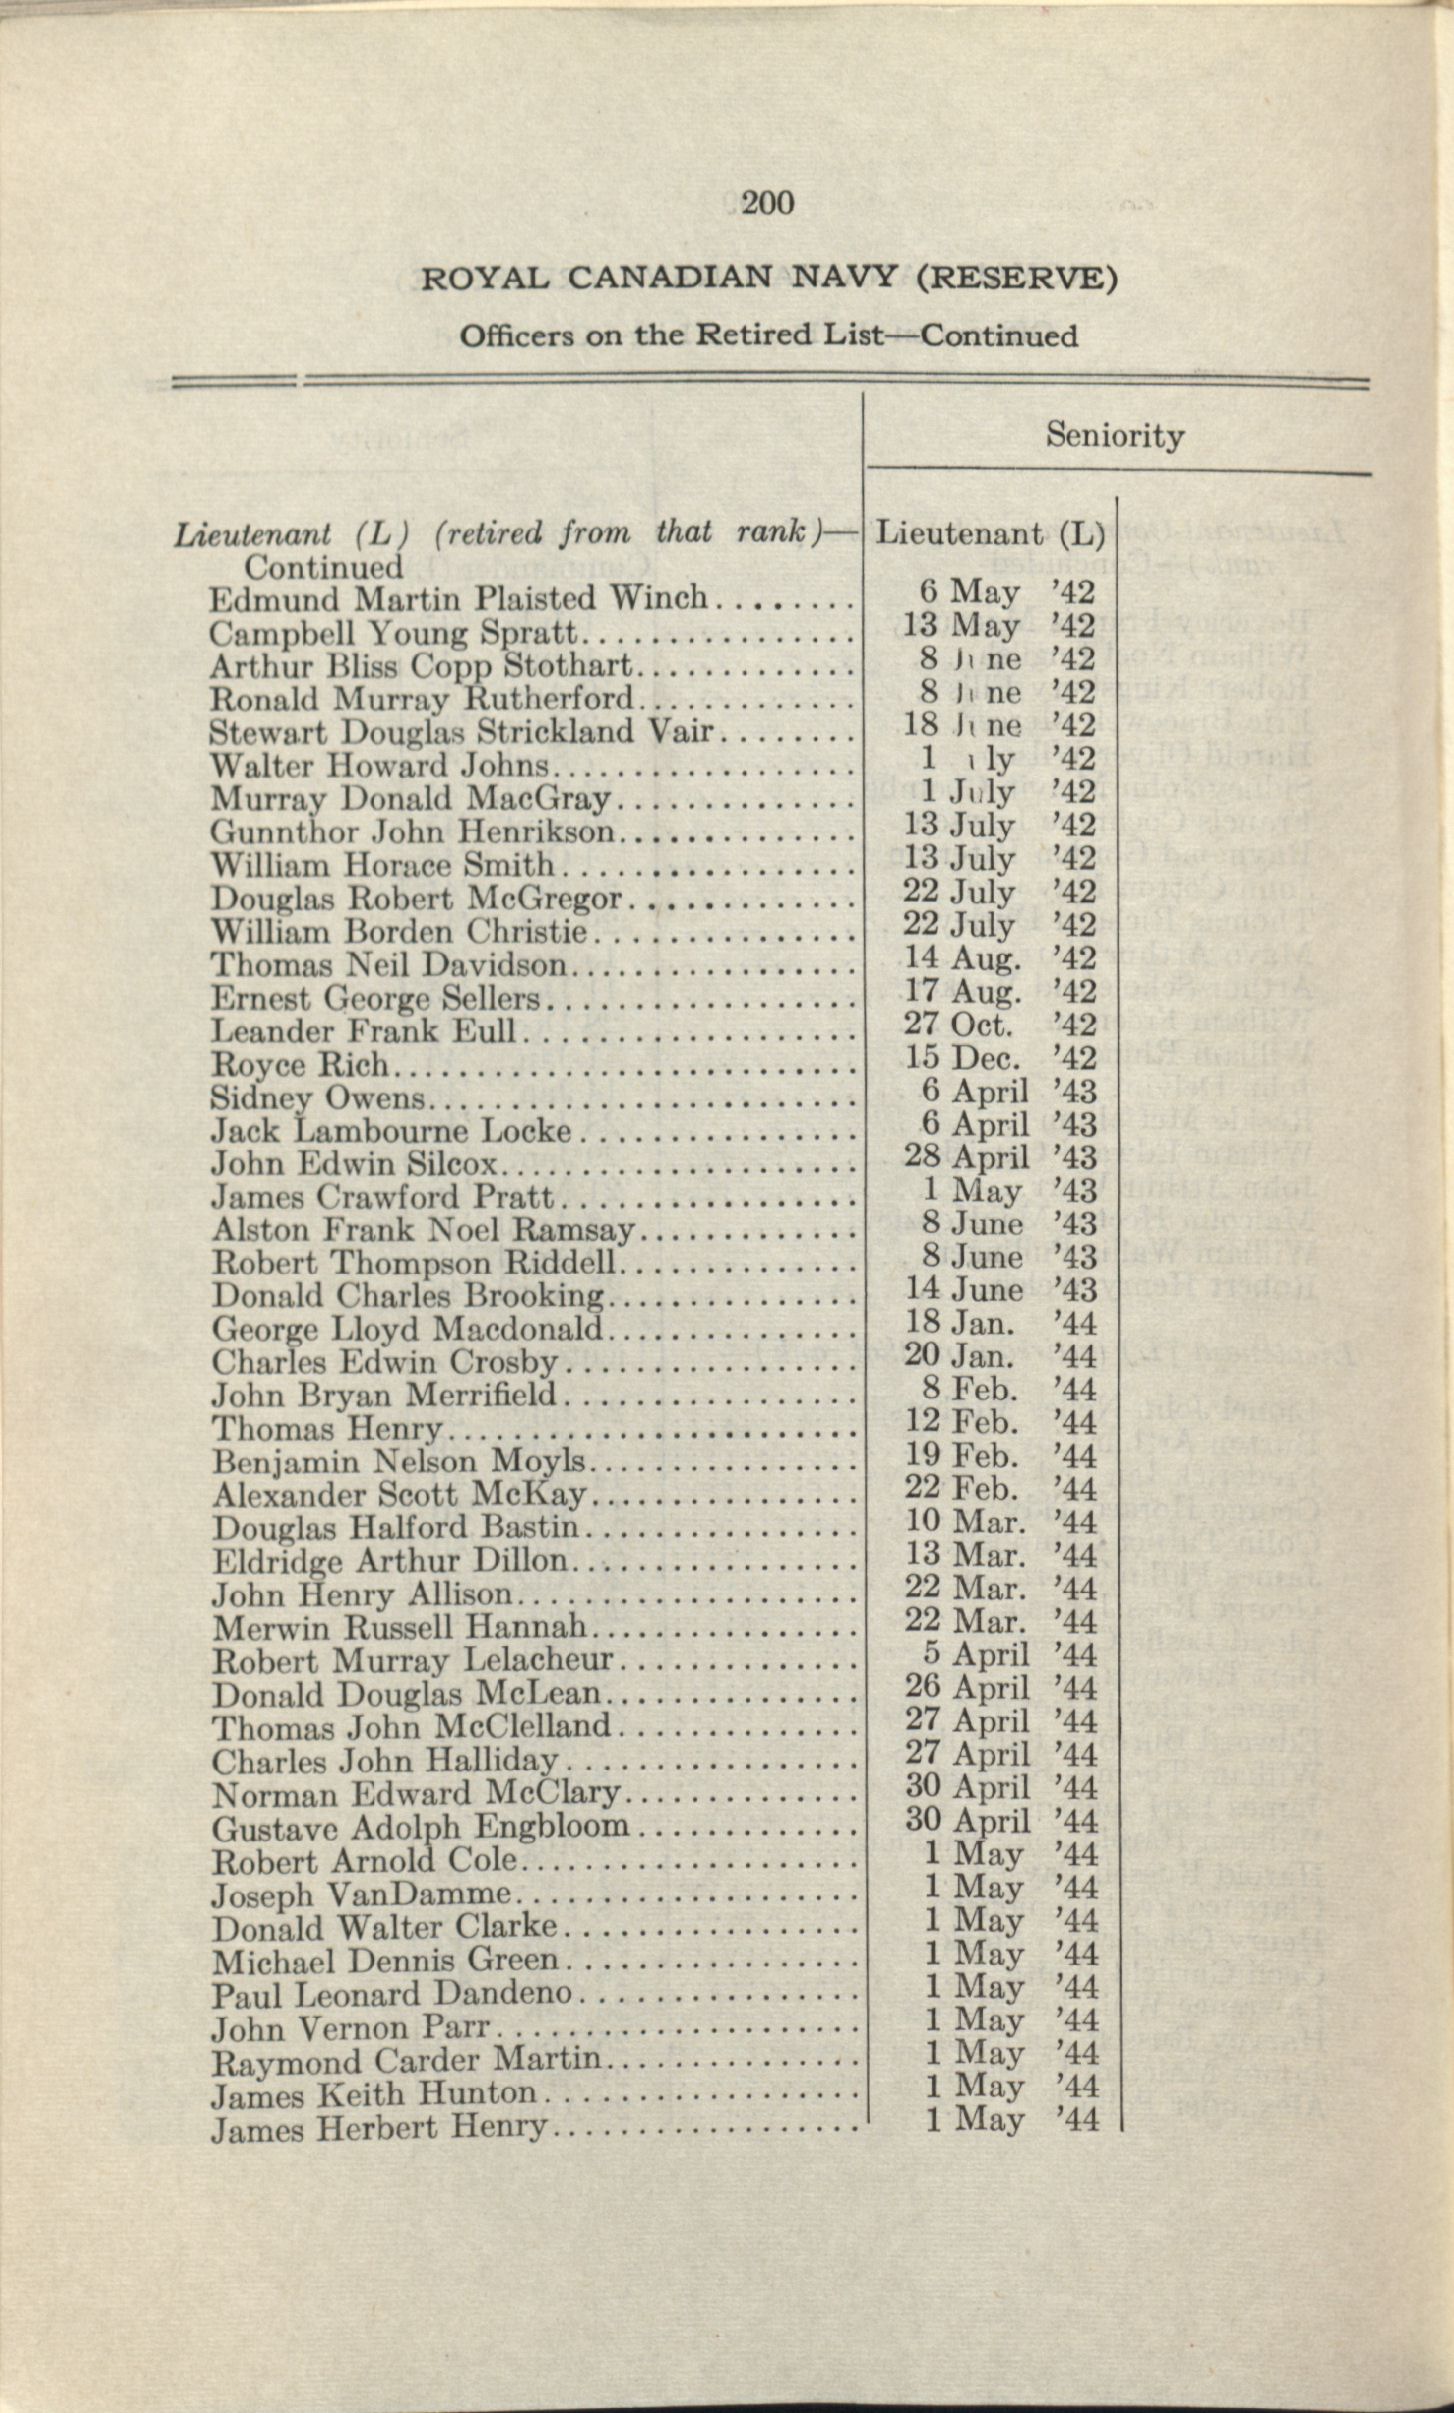 200
ROYAL CANADIAN NAVY (RESERVE)
Officers on the Retired List—Continued
Seniority
Lieutenant (L) (retired from that rank)— Lieutenant (L)
Continued
Edmund Martin Plaisted Winch......... 6 May '42
Campbell Young Spratt................ 13 May '42
Arthur Bliss Copp Stothart............. 8 June '42
Ronald Murray Rutherford............. 8 June '42
Stewart Douglas Strickland Vair........ 18 June '42
Walter Howard Johns.................. 1 July '42
Murray Donald MacGray.............. 1 July '42
Gunnthor John Henrikson.............. 13 July '42
William Horace Smith................. 13 July '42
Douglas Robert McGregor............. 22 July '42
William Borden Christie............... 22 July '42
Thomas Neil Davidson................. 14 Aug. '42
Ernest George Sellers.................. 17 Aug. '42
Leander Frank Eull................... 27 Oct. '42
Royce Rich........................... 15 Dec. '42
Sidney Owens......................... 6 April '43
Jack Lambourne Locke................ 6 April '43
John Edwin Silcox..................... 28 April '43
James Crawford Pratt................. 1 May '43
Alston Frank Noel Ramsay............. 8 June '43
Robert Thompson Riddell.............. 8 June '43
Donald Charles Brooking............... 14 June '43
George Lloyd Macdonald............... 18 Jan. '44
Charles Edwin Crosby................. 20 Jan. '44
John Bryan Merrifield................. 8 Feb. '44
Thomas Henry........................ 12 Feb. '44
Benjamin Nelson Moyls................ 19 Feb. '44
Alexander Scott McKay................ 22 Feb. '44
Douglas Halford Bastin................ 10 Mar. '44
Eldridge Arthur Dillon................. 13 Mar. '44
John Henry Allison.................... 22 Mar. '44
Merwin Russell Hannah................ 22 Mar. '44
Robert Murray Lelacheur.............. 5 April '44
Donald Douglas McLean............... 26 April '44
Thomas John McClelland.............. 27 April '44
Charles John Halliday................. 27 April '44
Norman Edward McClary.............. 30 April '44
Gustave Adolph Engbloom............. 30 April '44
Robert Arnold Cole.................... 1 May '44
Joseph VanDamme.................... 1 May '44
Donald Walter Clarke................. 1 May '44
Michael Dennis Green................. 1 May '44
Paul Leonard Dandeno................ 1 May '44
John Vernon Parr..................... 1 May '44
Raymond Carder Martin............... 1 May '44
James Keith Hunton................... 1 May '44
James Herbert Henry.................. 1 May '44